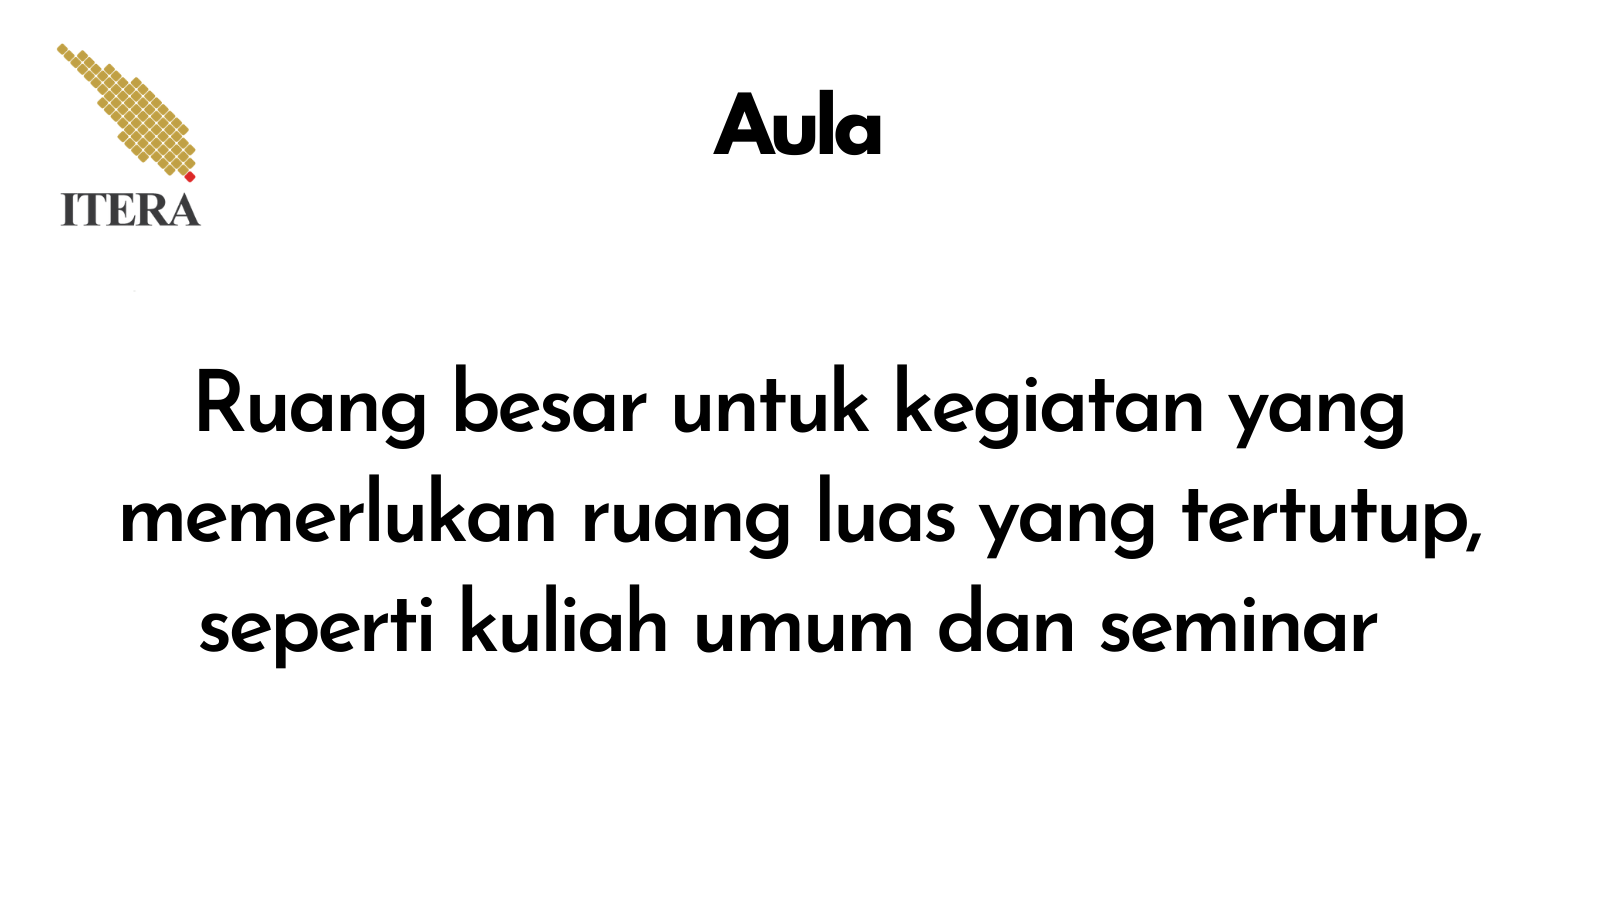 ITERA
Aula
Ruang besar untuk kegiatan yang
memerlukan ruang luas yang tertutup,
seperti kuliah umum dan seminar